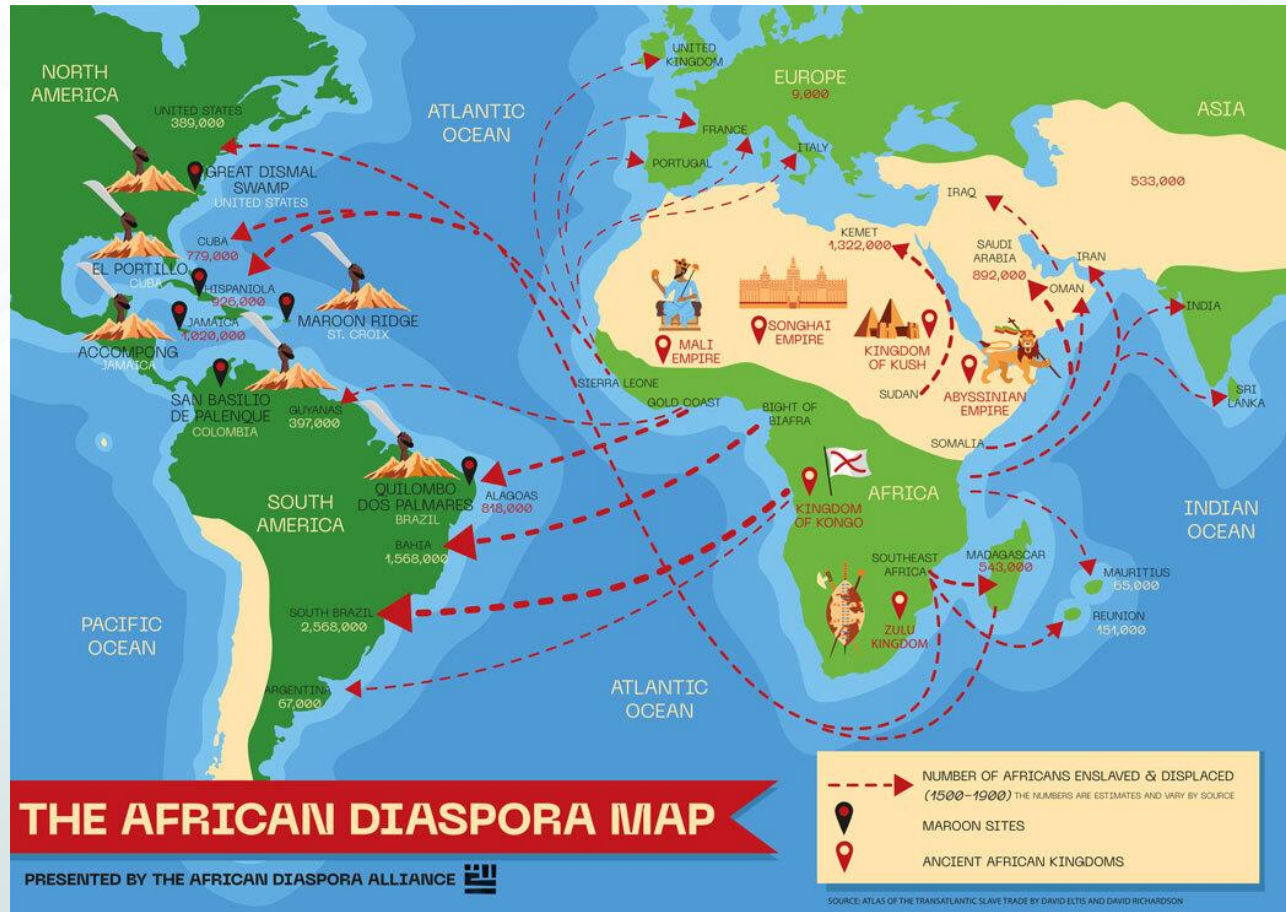 NORTH
AMERICA
UNITED STATES
389,000
GREAT DISMAL
SWAMP
UNITED STATES
CUBA
779,000
EL PORTILLO
CUBA
HISPANIOLA
926,000
JAMAICA
1,020,000
ACCOMPONG
JAMAICA
MAROON RIDGE
ST. CROIX
SAN BASILIO
DE PALENQUE
COLOMBIA
GUYANAS
397,000
QUILOMBO
DOS PALMARES
BRAZIL
ALAGOAS
818,000
SOUTH
AMERICA
BAHIA
1,568,000
SOUTH BRAZIL
2,568,000
ARGENTINA
67,000
PACIFIC
OCEAN
ATLANTIC
OCEAN
UNITED
KINGDOM
EUROPE
9,000
FRANCE
PORTUGAL
ITALY
ASIA
533,000
IRAQ
KEMET
1,322,000
SAUDI
ARABIA
892,000
IRAN
OMAN
INDIA
SRI
LANKA
MALI
EMPIRE
SONGHAI
EMPIRE
KINGDOM
OF KUSH
SUDAN
ABYSSINIAN
EMPIRE
SIERRA LEONE
GOLD COAST
BIGHT OF
BIAFRA
SOMALIA
AFRICA
KINGDOM
OF KONGO
INDIAN
OCEAN
SOUTHEAST
AFRICA
MADAGASCAR
543,000
MAURITIUS
65,000
REUNION
151,000
ZULU
KINGDOM
ATLANTIC
OCEAN
THE AFRICAN DIASPORA MAP
PRESENTED BY THE AFRICAN DIASPORA ALLIANCE
NUMBER OF AFRICANS ENSLAVED & DISPLACED
(1500-1900) THE NUMBERS ARE ESTIMATES AND VARY BY SOURCE
MAROON SITES
ANCIENT AFRICAN KINGDOMS
SOURCE: ATLAS OF THE TRANSATLANTIC SLAVE TRADE BY DAVID ELTIS AND DAVID RICHARDSON